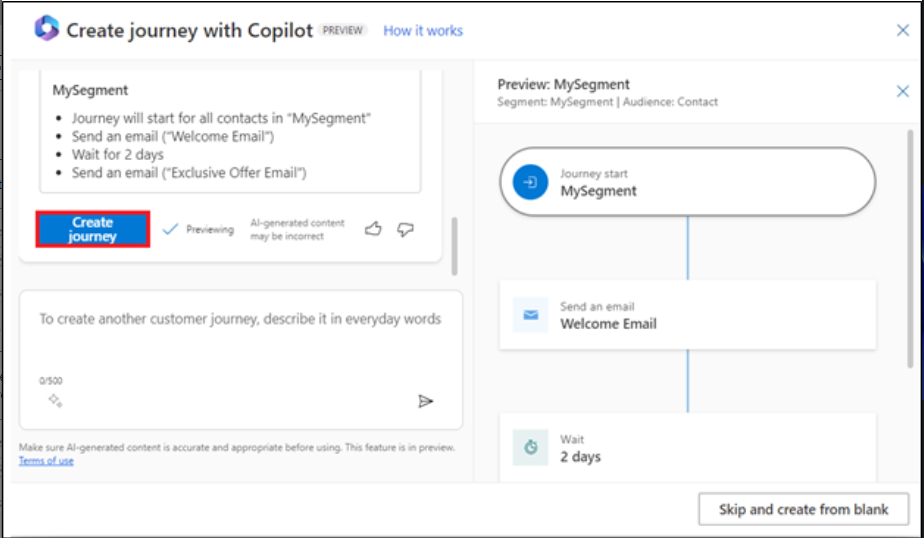 Create journey with Copilot PREVIEW How it works
MySegment
Journey will start for all contacts in "MySegment"
Send an email ("Welcome Email")
Wait for 2 days
Send an email ("Exclusive Offer Email")
Create
journey
Previewing
AI-generated content
may be incorrect
To create another customer journey, describe it in everyday words
0/500
Make sure AI-generated content is accurate and appropriate before using. This feature is in preview.
Terms of use
Preview: MySegment
Segment: MySegment | Audience: Contact
Journey start
MySegment
Send an email
Welcome Email
Wait
2 days
Skip and create from blank